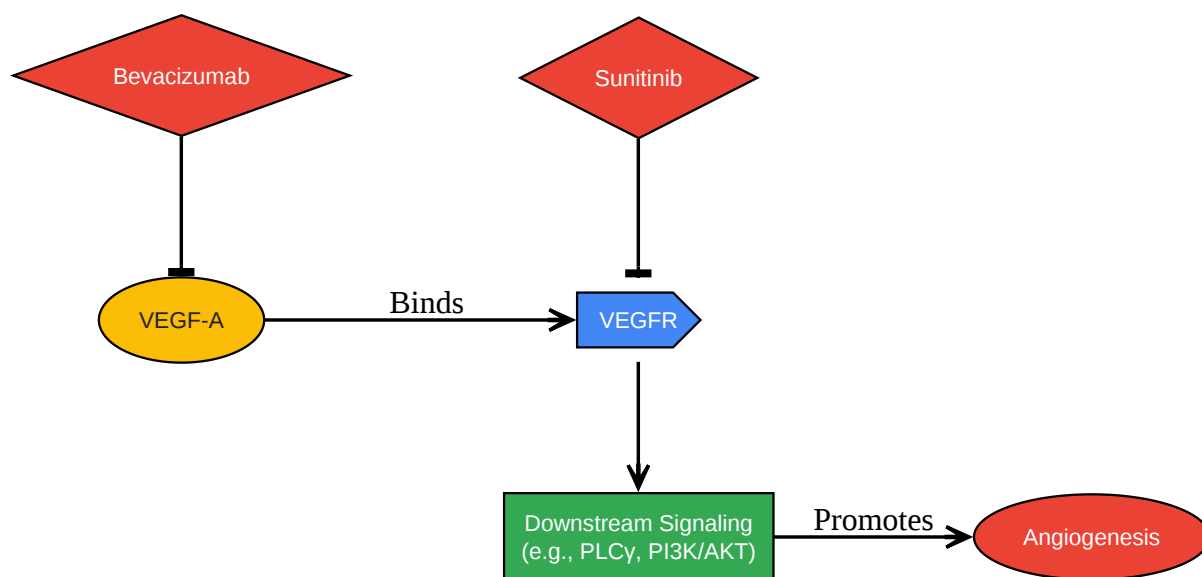 Bevacizumab
Sunitinib
VEGF-A
Binds
VEGFR
Downstream Signaling
(e.g., PLCγ, PI3K/AKT)
Promotes
Angiogenesis